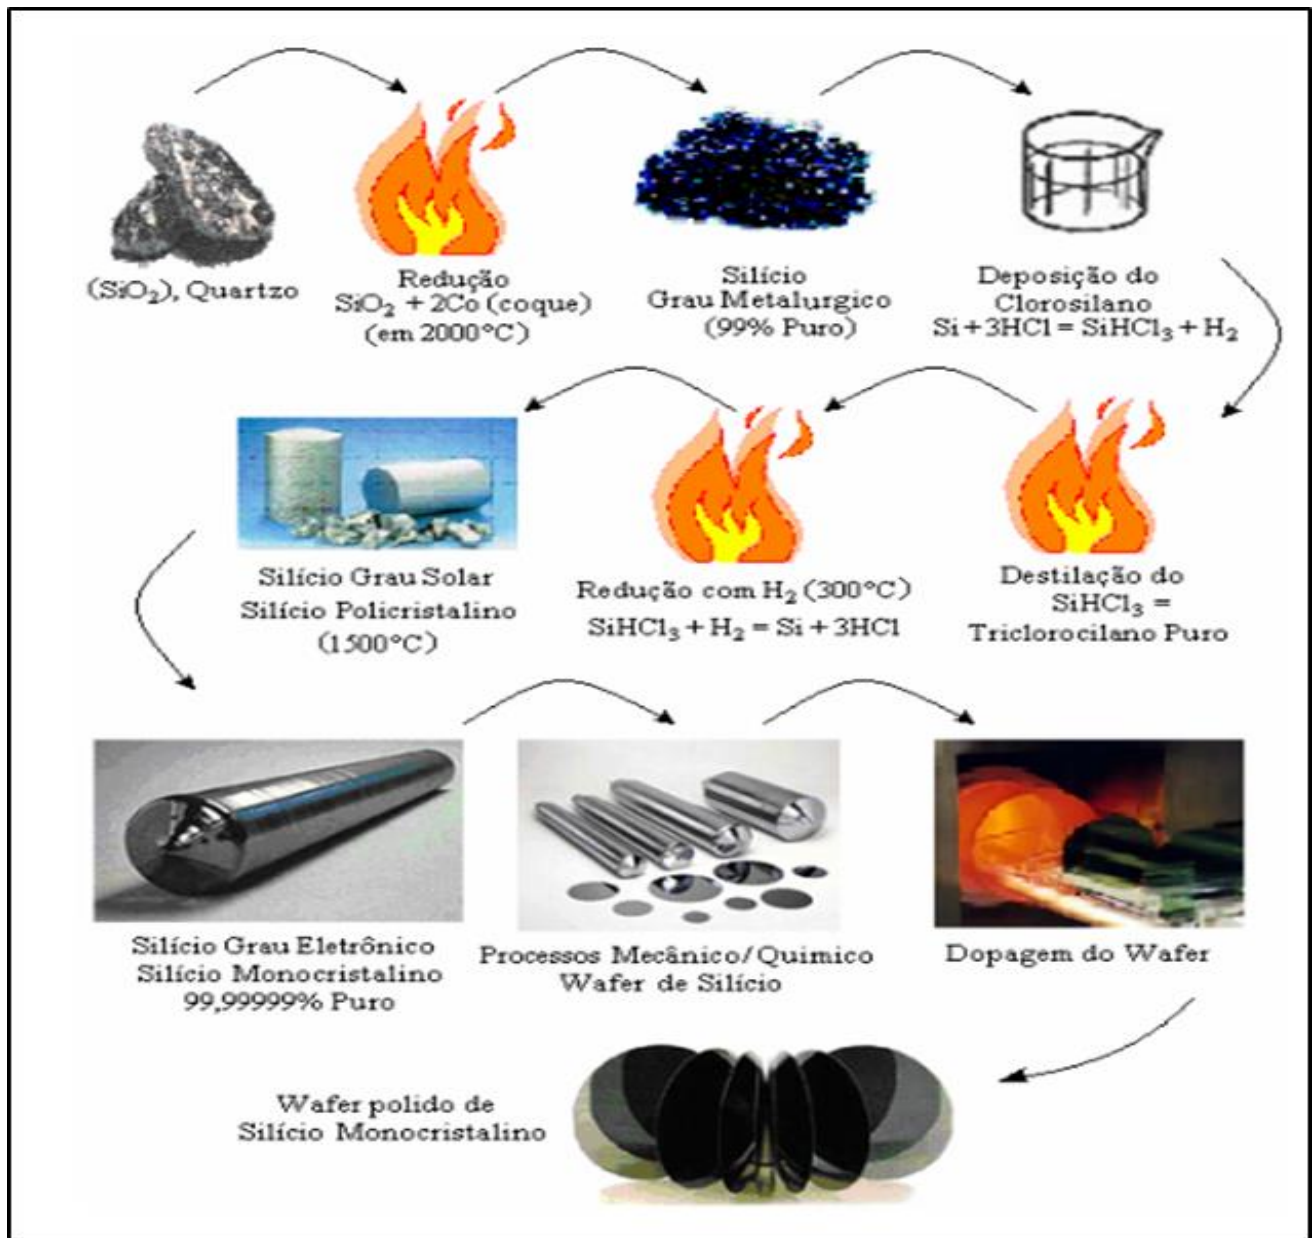 (SiO₂), Quartzo
Redução
SiO₂ + 2Co (coque)
(em 2000°C)
Silício
Grau Metalurgico
(99% Puro)
Deposição do
Clorosilano
Si + 3HCl = SiHCl₃ + H₂
Destilação do
SiHCl₃ =
Triclorocilano Puro
Redução com H₂ (300°C)
SiHCl₃ + H₂ = Si + 3HCl
Silício Grau Solar
Silício Policristalino
(1500°C)
Silício Grau Eletrônico
Silício Monocristalino
99,99999% Puro
Processos Mecânico/Quimico
Wafer de Silício
Dopagem do Wafer
Wafer polido de
Silício Monocristalino